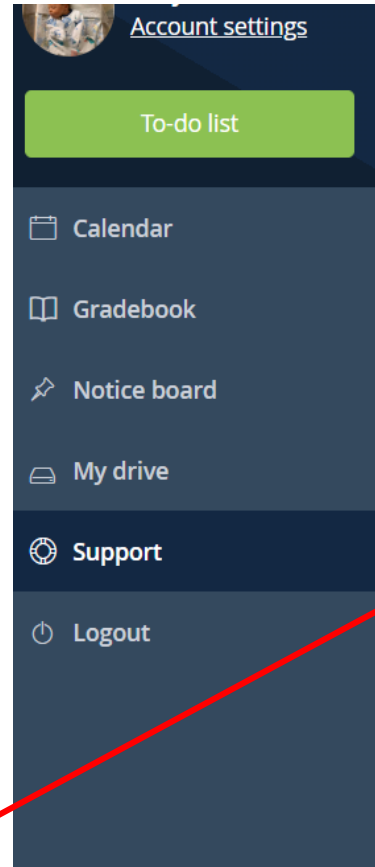 Account settings
To-do list
Calendar
Gradebook
Notice board
My drive
Support
Logout